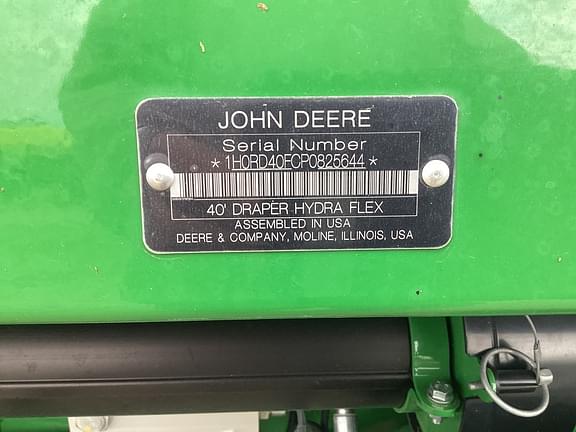 JOHN DEERE
Serial Number
*1H0RD40FCP0825644*
40' DRAPER HYDRA FLEX
ASSEMBLED IN USA
DEERE & COMPANY, MOLINE, ILLINOIS, USA